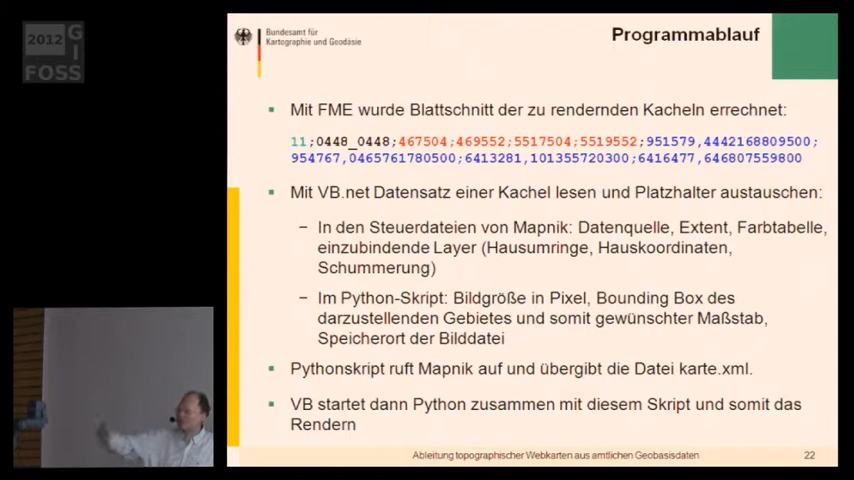 2012
GI
FOSS
Bundesamt für
Kartographie und Geodäsie
Programmablauf
Mit FME wurde Blattschnitt der zu rendernden Kacheln errechnet:
11;0448_0448;467504;469552;5517504;5519552;951579,4442168809500;
954767,0465761780500;6413281,101355720300;6416477,646807559800
Mit VB.net Datensatz einer Kachel lesen und Platzhalter austauschen:
– In den Steuerdateien von Mapnik: Datenquelle, Extent, Farbtabelle,
einzubindende Layer (Hausumringe, Hauskoordinaten,
Schummerung)
– Im Python-Skript: Bildgröße in Pixel, Bounding Box des
darzustellenden Gebietes und somit gewünschter Maßstab,
Speicherort der Bilddatei
Pythonskript ruft Mapnik auf und übergibt die Datei karte.xml.
VB startet dann Python zusammen mit diesem Skript und somit das
Rendern
Ableitung topographischer Webkarten aus amtlichen Geobasisdaten
22